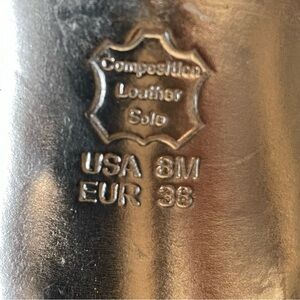 Composition
Leather
Sole
USA 8M
EUR 38